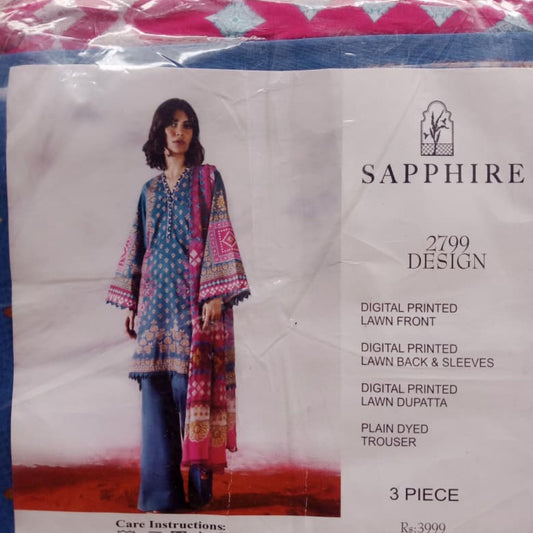 SAPPHIRE
2799
DESIGN
DIGITAL PRINTED
LAWN FRONT
DIGITAL PRINTED
LAWN BACK & SLEEVES
DIGITAL PRINTED
LAWN DUPATTA
PLAIN DYED
TROUSER
3 PIECE
Care Instructions:
Rs:3999